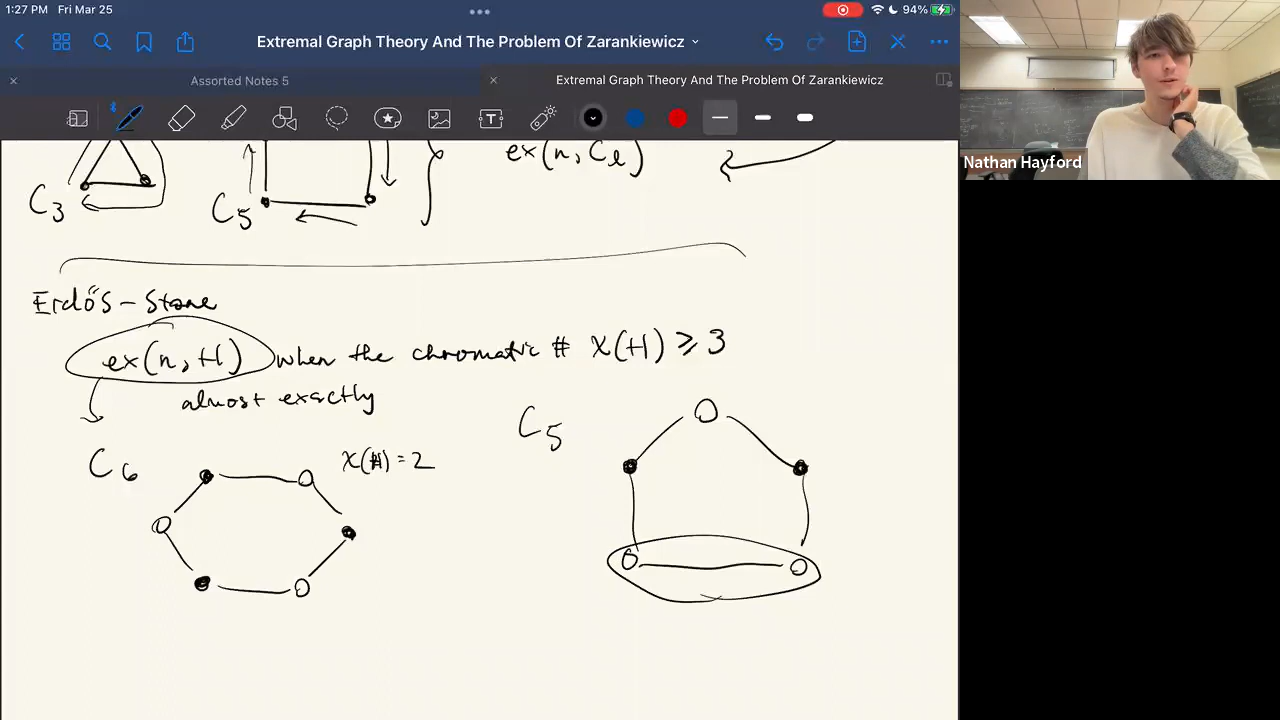 1:27 PM Fri Mar 25
94%
Extremal Graph Theory And The Problem Of Zarankiewicz
Assorted Notes 5
Extremal Graph Theory And The Problem Of Zarankiewicz
Nathan Hayford
ex(n, Cℓ)
C3
C5
Erdős – Stone
ex(n, H) when the chromatic # χ(H) ≥ 3
almost exactly
C5
C6
χ(H) = 2